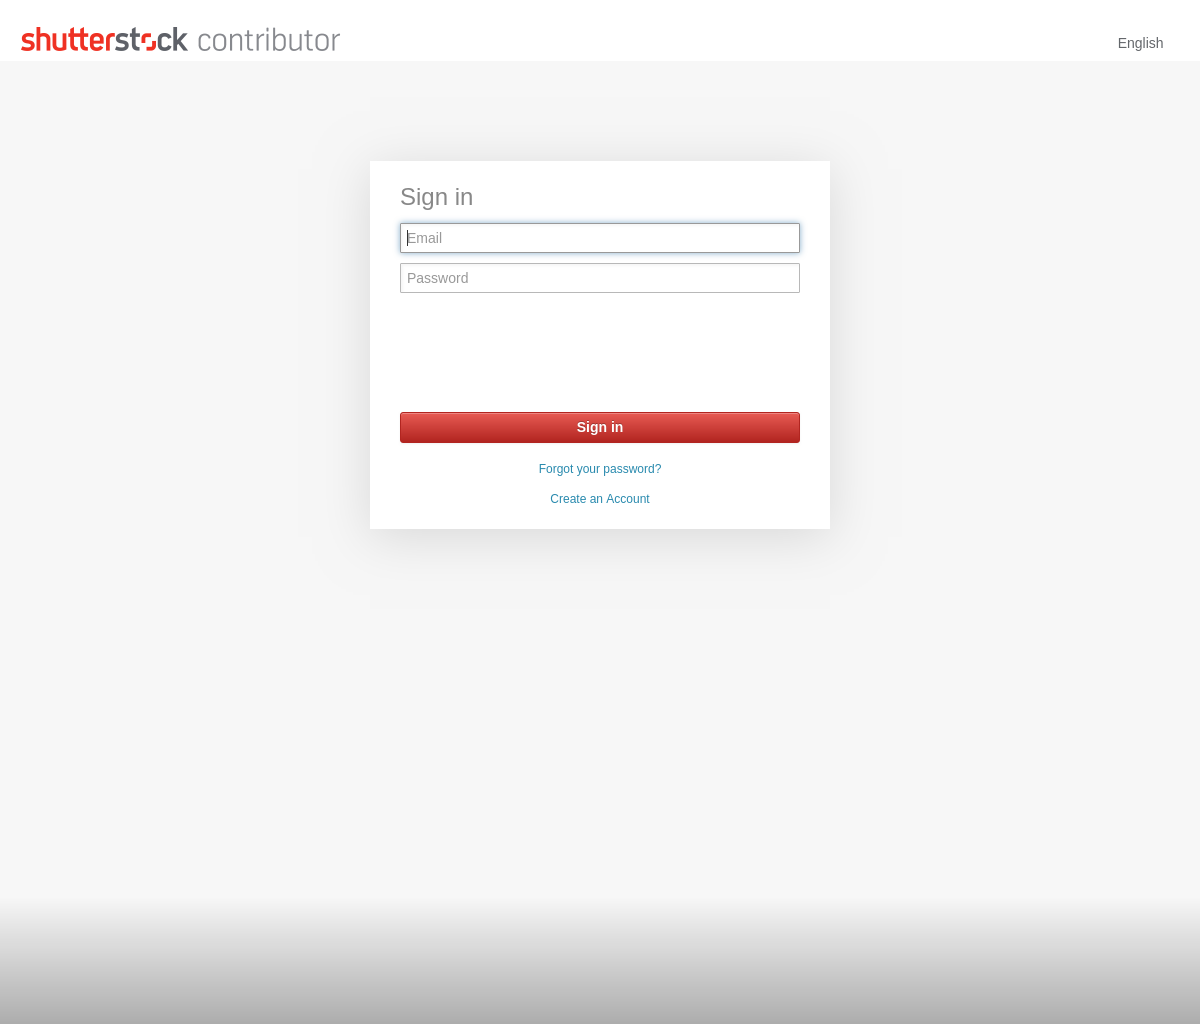 shutterstock contributor
English
Sign in
Email
Password
Sign in
Forgot your password?
Create an Account